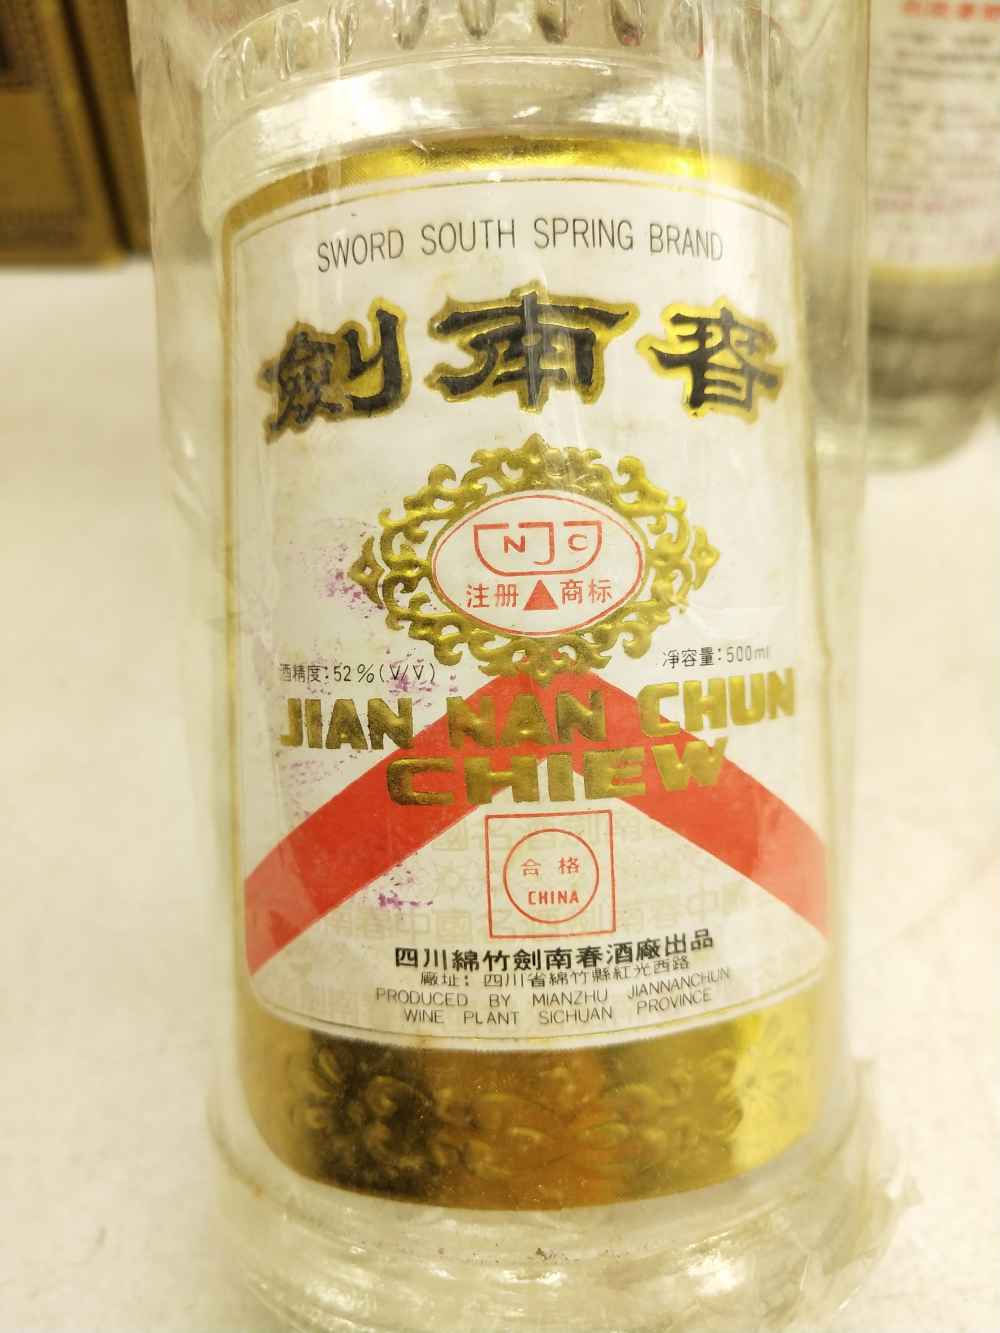 SWORD SOUTH SPRING BRAND
劍南春
NJC
注册 商标
酒精度:52%(V/V)
淨容量:500ml
JIAN NAN CHUN
CHIEW
合格
CHINA
四川綿竹劍南春酒廠出品
廠址:四川省綿竹縣紅光西路
PRODUCED BY MIANZHU JIANNANCHUN
WINE PLANT SICHUAN PROVINCE